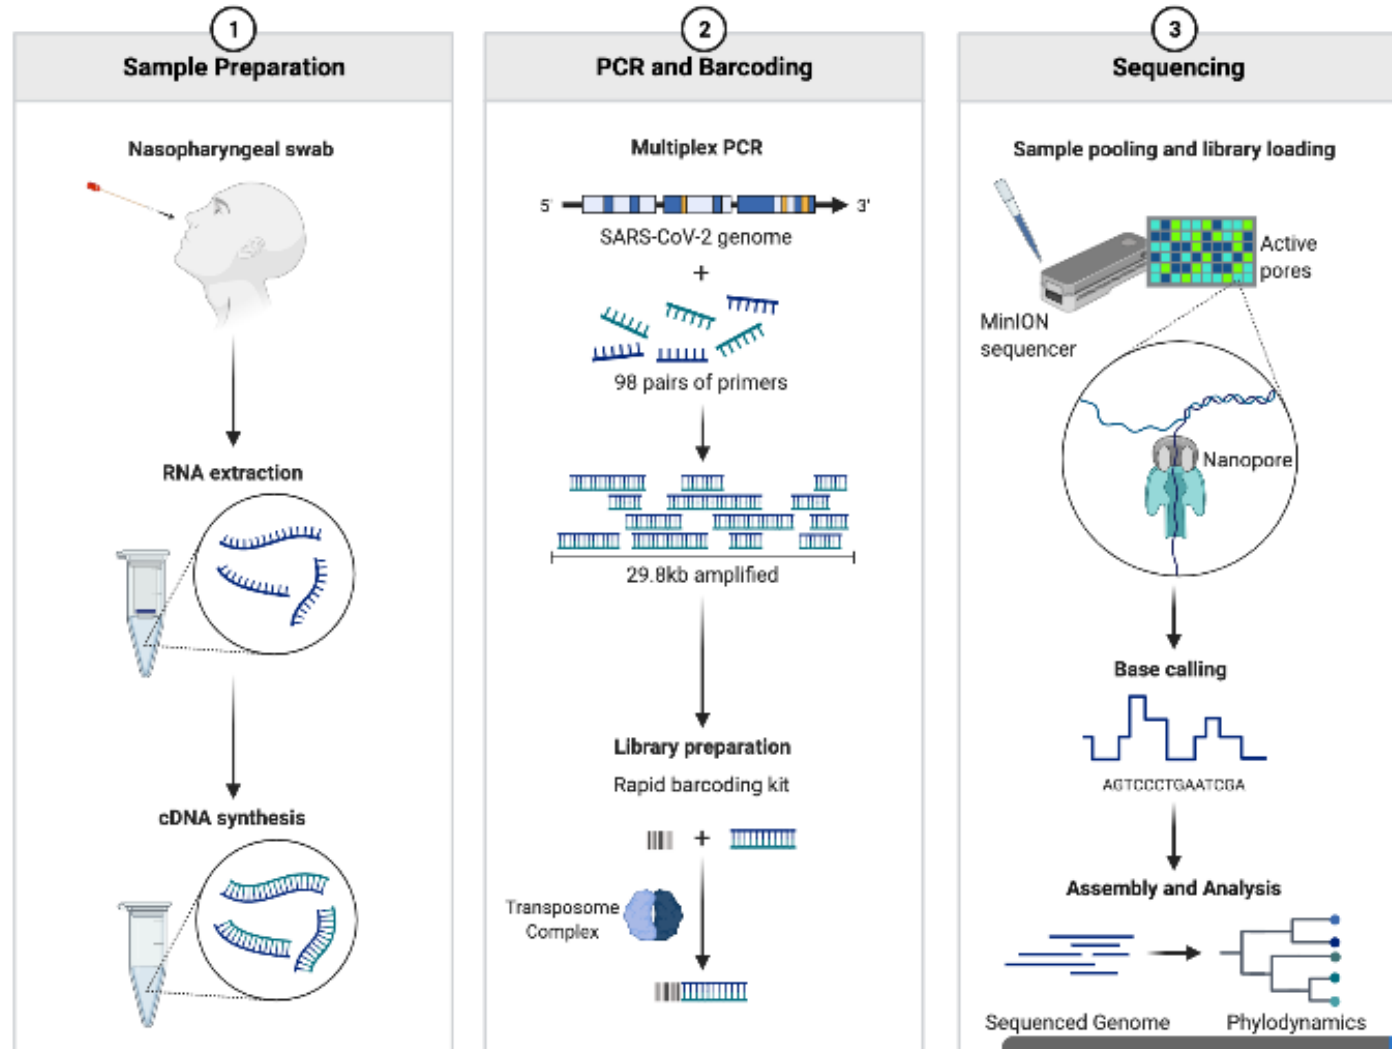 1
Sample Preparation
Nasopharyngeal swab
RNA extraction
cDNA synthesis
2
PCR and Barcoding
Multiplex PCR
5' 3'
SARS-CoV-2 genome
+
98 pairs of primers
29.8kb amplified
Library preparation
Rapid barcoding kit
+
Transposome
Complex
3
Sequencing
Sample pooling and library loading
Active
pores
MinION
sequencer
Nanopore
Base calling
AGTCCCTGAATCGA
Assembly and Analysis
Sequenced Genome Phylodynamics